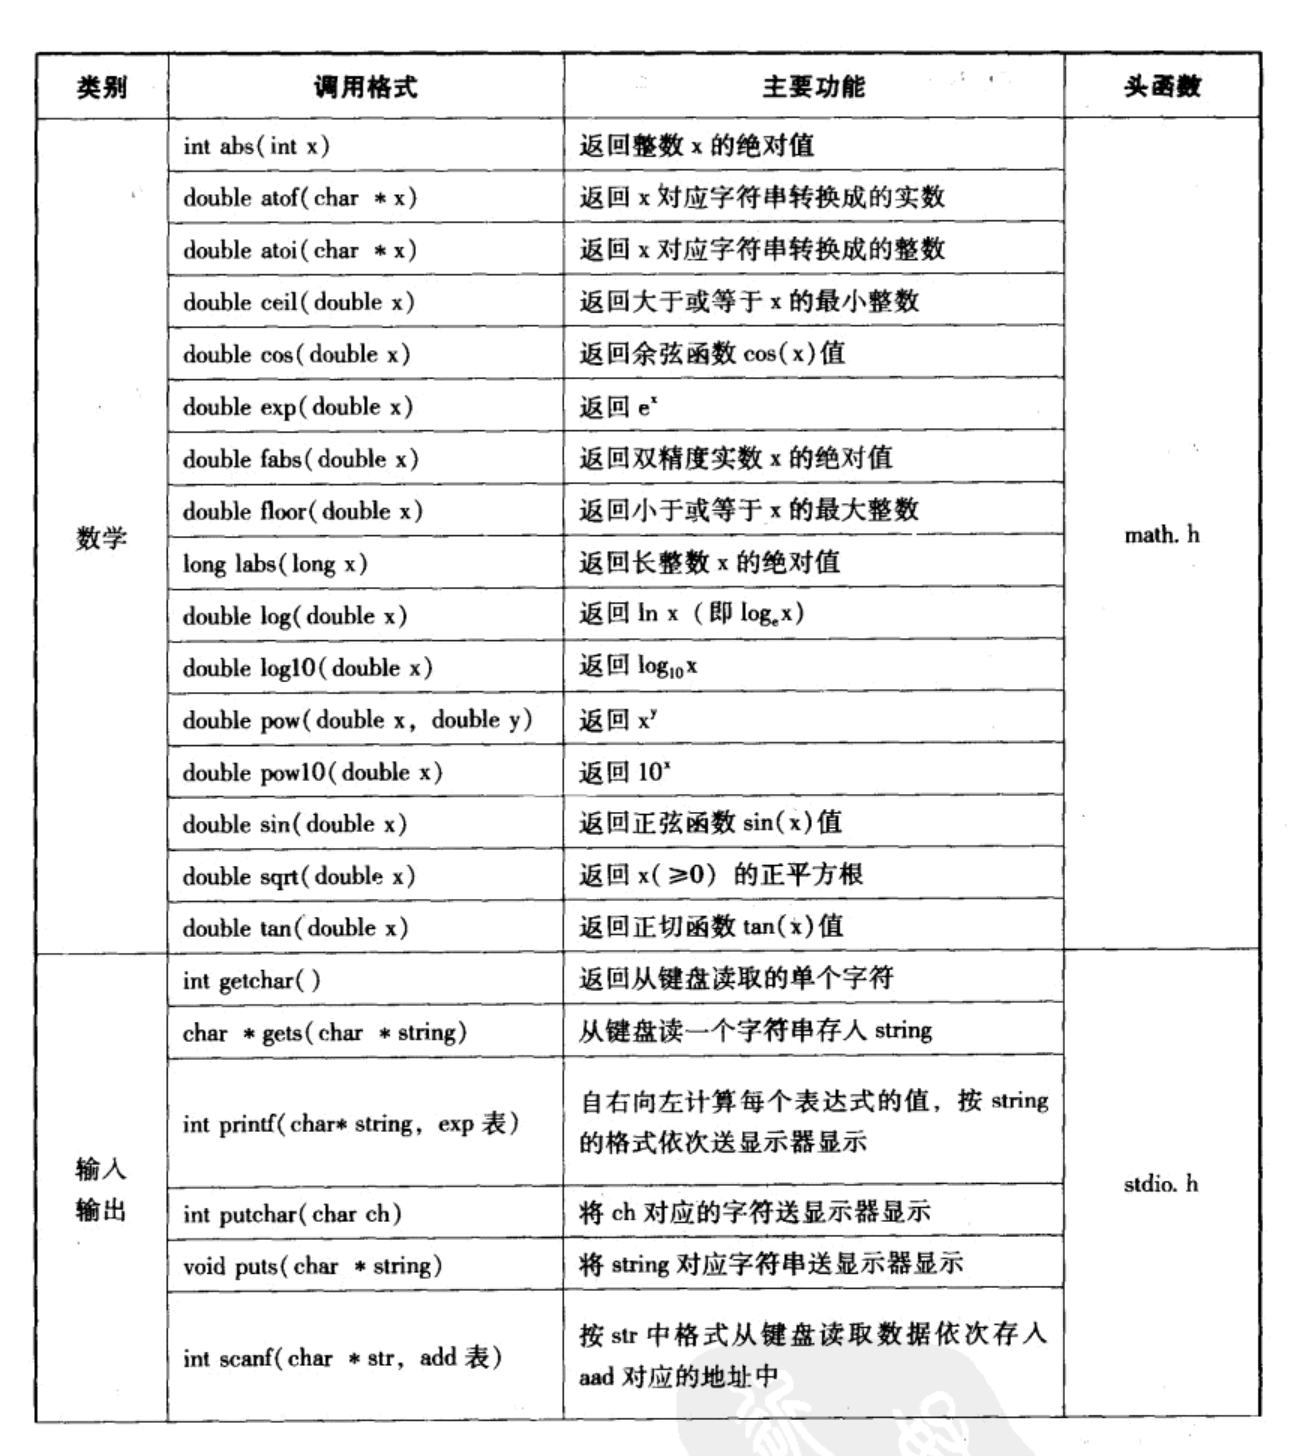 类别 调用格式 主要功能 头函数
int abs(int x) 返回整数 x 的绝对值
double atof(char *x) 返回 x 对应字符串转换成的实数
double atoi(char *x) 返回 x 对应字符串转换成的整数
double ceil(double x) 返回大于或等于 x 的最小整数
double cos(double x) 返回余弦函数 cos(x)值
double exp(double x) 返回 eˣ
double fabs(double x) 返回双精度实数 x 的绝对值
double floor(double x) 返回小于或等于 x 的最大整数
数学 math. h
long labs(long x) 返回长整数 x 的绝对值
double log(double x) 返回 ln x（即 logₑx）
double log10(double x) 返回 log₁₀x
double pow(double x, double y) 返回 xʸ
double pow10(double x) 返回 10ˣ
double sin(double x) 返回正弦函数 sin(x)值
double sqrt(double x) 返回 x(≥0) 的正平方根
double tan(double x) 返回正切函数 tan(x)值
int getchar( ) 返回从键盘读取的单个字符
char *gets(char *string) 从键盘读一个字符串存入 string
int printf(char* string, exp 表) 自右向左计算每个表达式的值，按 string
的格式依次送显示器显示
输入
输出 stdio. h
int putchar(char ch) 将 ch 对应的字符送显示器显示
void puts(char *string) 将 string 对应字符串送显示器显示
int scanf(char *str, add 表) 按 str 中格式从键盘读取数据依次存入
aad 对应的地址中